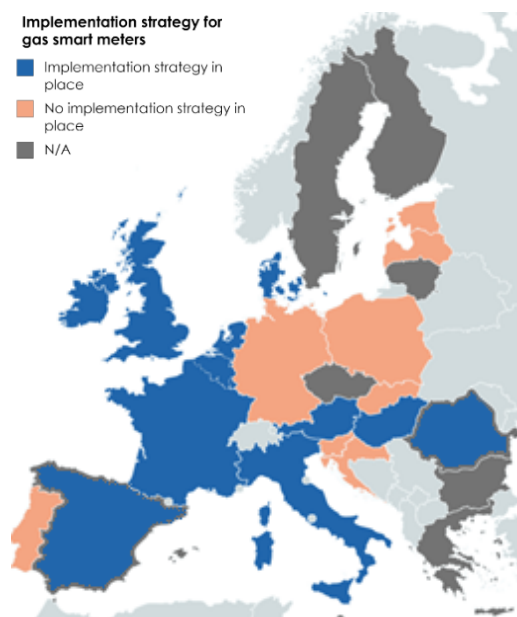 Implementation strategy for
gas smart meters
Implementation strategy in
place
No implementation strategy in
place
N/A